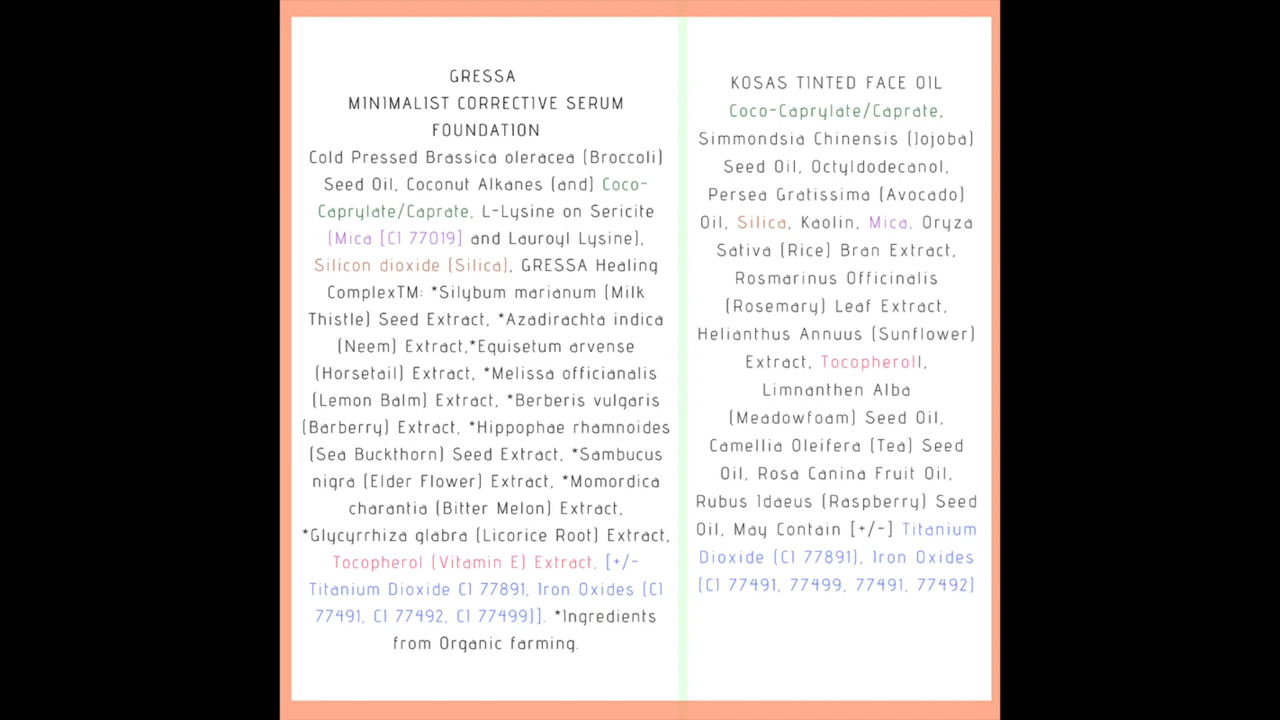 GRESSA
MINIMALIST CORRECTIVE SERUM
FOUNDATION
Cold Pressed Brassica oleracea (Broccoli)
Seed Oil, Coconut Alkanes (and) Coco-
Caprylate/Caprate, L-Lysine on Sericite
(Mica [CI 77019] and Lauroyl Lysine),
Silicon dioxide (Silica), GRESSA Healing
ComplexTM: *Silybum marianum (Milk
Thistle) Seed Extract, *Azadirachta indica
(Neem) Extract,*Equisetum arvense
(Horsetail) Extract, *Melissa officianalis
(Lemon Balm) Extract, *Berberis vulgaris
(Barberry) Extract, *Hippophae rhamnoides
(Sea Buckthorn) Seed Extract, *Sambucus
nigra (Elder Flower) Extract, *Momordica
charantia (Bitter Melon) Extract,
*Glycyrrhiza glabra (Licorice Root) Extract,
Tocopherol (Vitamin E) Extract, [+/-
Titanium Dioxide CI 77891, Iron Oxides (CI
77491, CI 77492, CI 77499)]. *Ingredients
from Organic farming.
KOSAS TINTED FACE OIL
Coco-Caprylate/Caprate,
Simmondsia Chinensis (Jojoba)
Seed Oil, Octyldodecanol,
Persea Gratissima (Avocado)
Oil, Silica, Kaolin, Mica, Oryza
Sativa (Rice) Bran Extract,
Rosmarinus Officinalis
(Rosemary) Leaf Extract,
Helianthus Annuus (Sunflower)
Extract, Tocopheroll,
Limnanthen Alba
(Meadowfoam) Seed Oil,
Camellia Oleifera (Tea) Seed
Oil, Rosa Canina Fruit Oil,
Rubus Idaeus (Raspberry) Seed
Oil, May Contain [+/-] Titanium
Dioxide (CI 77891), Iron Oxides
(CI 77491, 77499, 77491, 77492)